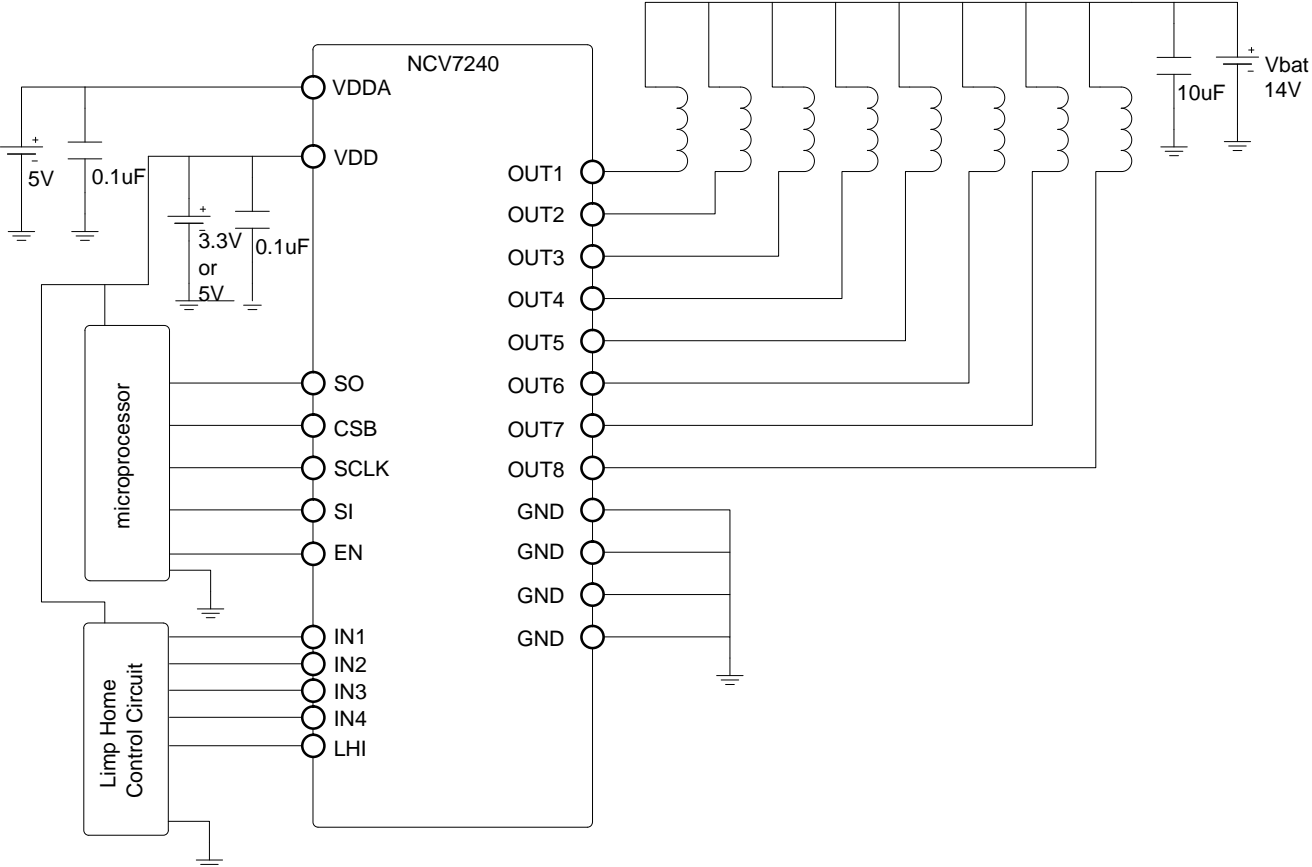 NCV7240
VDDA
VDD
5V
0.1uF
3.3V
or
5V
0.1uF
microprocessor
SO
CSB
SCLK
SI
EN
Limp Home
Control Circuit
IN1
IN2
IN3
IN4
LHI
OUT1
OUT2
OUT3
OUT4
OUT5
OUT6
OUT7
OUT8
GND
GND
GND
GND
10uF
+
-
Vbat
14V
+
-
+
-